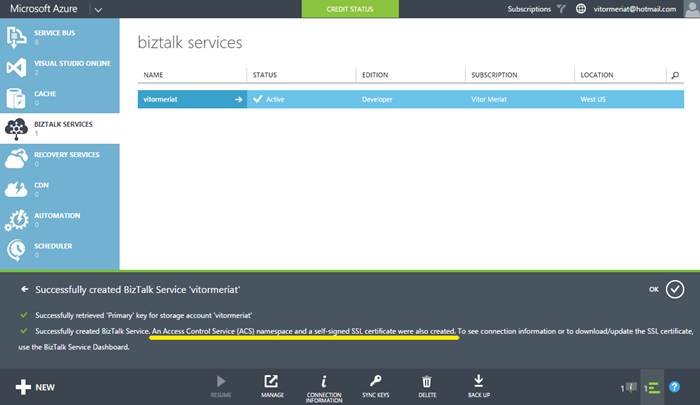 Microsoft Azure
CREDIT STATUS
Subscriptions
vitormeriat@hotmail.com
SERVICE BUS
8
VISUAL STUDIO ONLINE
2
CACHE
0
BIZTALK SERVICES
1
RECOVERY SERVICES
0
CDN
0
AUTOMATION
0
SCHEDULER
0
biztalk services
NAME STATUS EDITION SUBSCRIPTION LOCATION
vitormeriat Active Developer Vitor Meriat West US
Successfully created BizTalk Service 'vitormeriat'
OK
Successfully retrieved 'Primary' key for storage account 'vitormeriat'
Successfully created BizTalk Service. An Access Control Service (ACS) namespace and a self-signed SSL certificate were also created. To see connection information or to download/update the SSL certificate,
use the BizTalk Service Dashboard.
NEW
RESUME
MANAGE
CONNECTION
INFORMATION
SYNC KEYS
DELETE
BACK UP
1
1
?